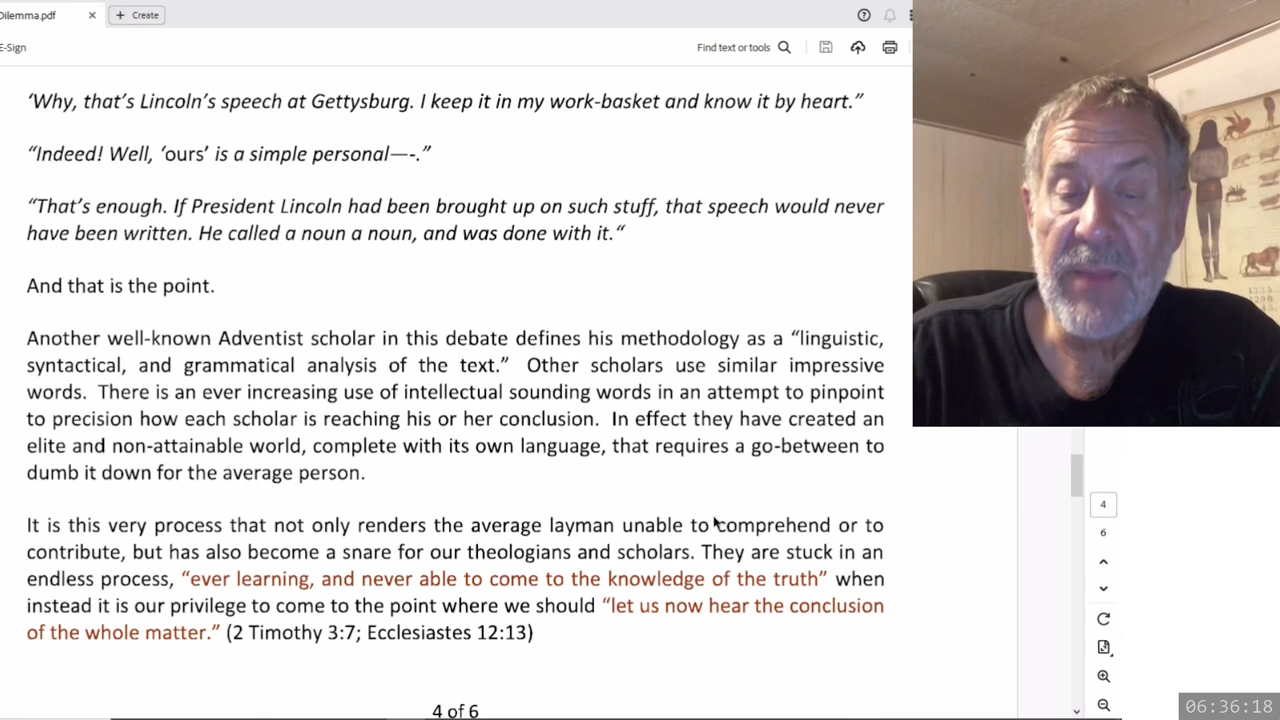 Dilemma.pdf
Create
E-Sign
Find text or tools
‘Why, that’s Lincoln’s speech at Gettysburg. I keep it in my work-basket and know it by heart.”
“Indeed! Well, ‘ours’ is a simple personal—-.”
“That’s enough. If President Lincoln had been brought up on such stuff, that speech would never
have been written. He called a noun a noun, and was done with it.“
And that is the point.
Another well-known Adventist scholar in this debate defines his methodology as a “linguistic,
syntactical, and grammatical analysis of the text.” Other scholars use similar impressive
words. There is an ever increasing use of intellectual sounding words in an attempt to pinpoint
to precision how each scholar is reaching his or her conclusion. In effect they have created an
elite and non-attainable world, complete with its own language, that requires a go-between to
dumb it down for the average person.
It is this very process that not only renders the average layman unable to comprehend or to
contribute, but has also become a snare for our theologians and scholars. They are stuck in an
endless process, “ever learning, and never able to come to the knowledge of the truth” when
instead it is our privilege to come to the point where we should “let us now hear the conclusion
of the whole matter.” (2 Timothy 3:7; Ecclesiastes 12:13)
4 of 6
4
6
06:36:18